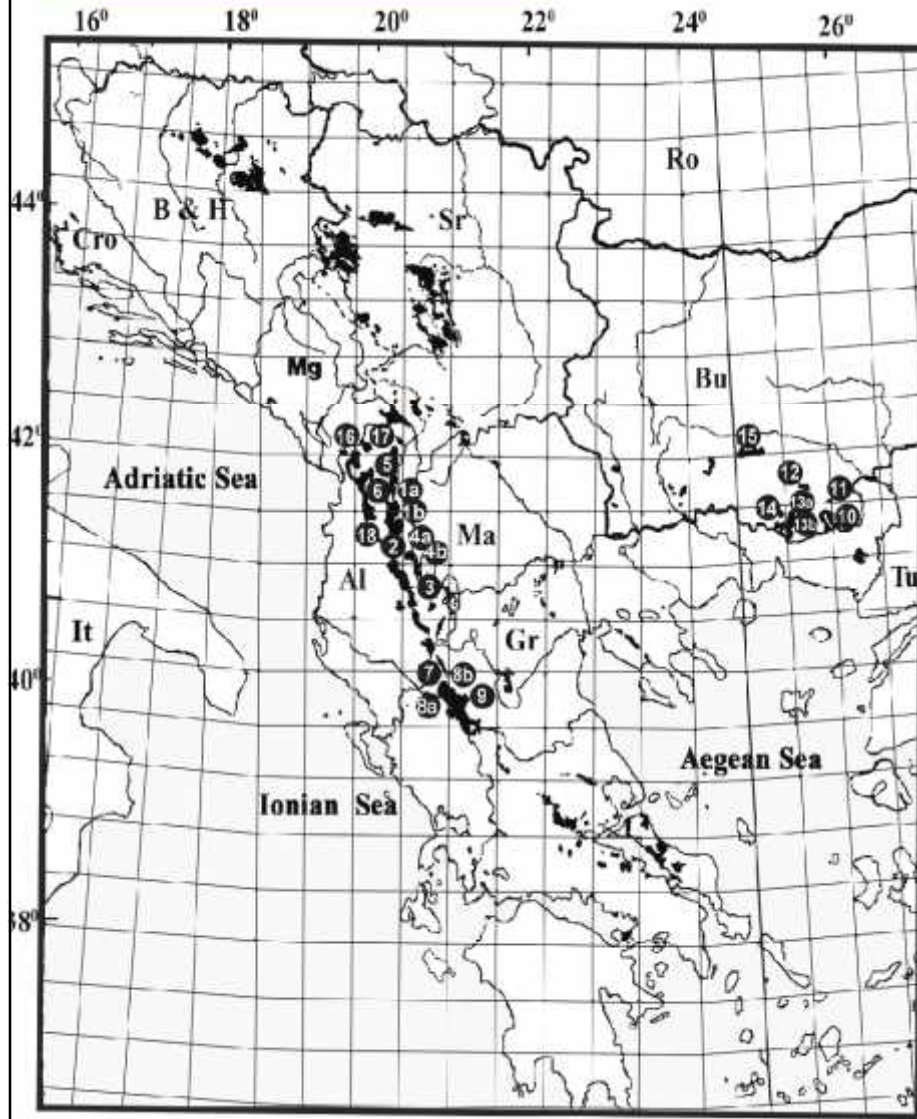 16⁰ 18⁰ 20⁰ 22⁰ 24⁰ 26⁰
Ro
44⁰
B & H
Sr
Cro
Mg
Bu
42⁰
16 17
15
Adriatic Sea
5
12
6 1a
11
1b
14 13a
10
18
4a
Ma
13b
2
4b
Al
3
Tu
It
Gr
40⁰
7 8b
9
8a
Aegean Sea
Ionian Sea
38⁰